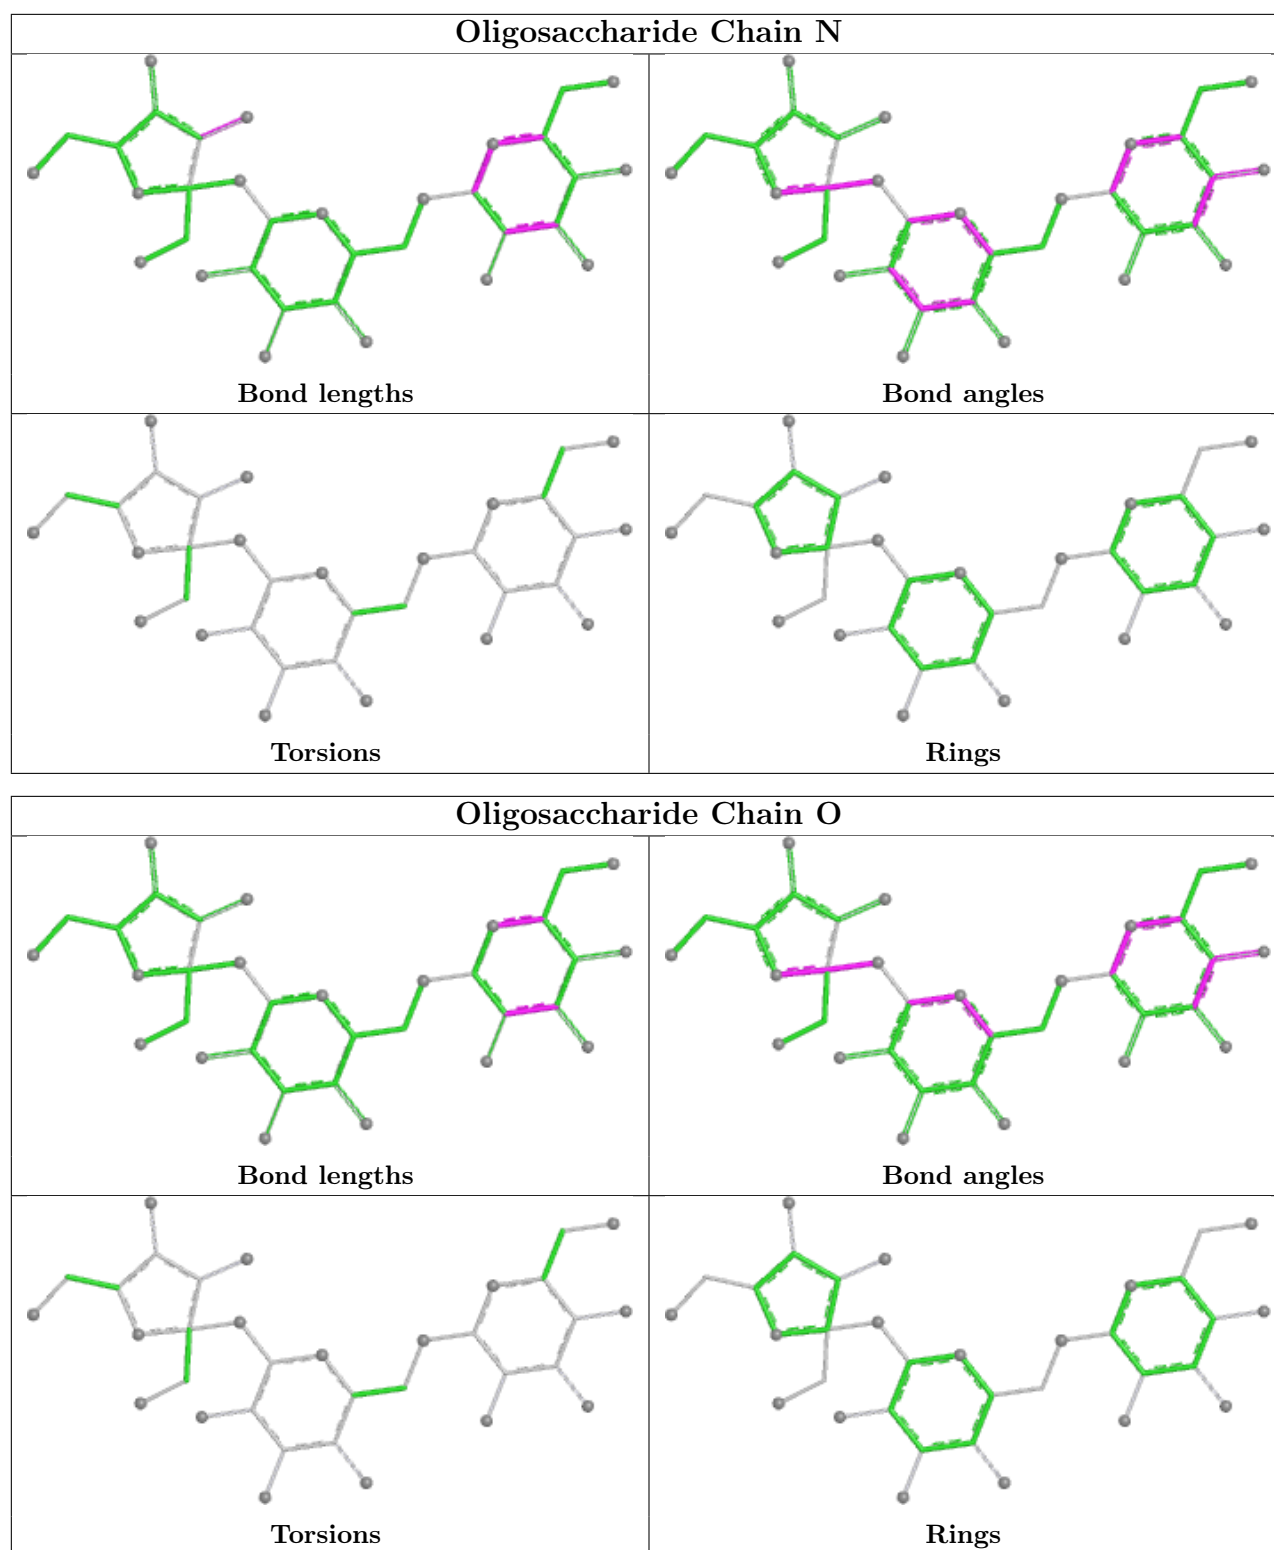 Oligosaccharide Chain N
Bond lengths
Bond angles
Torsions
Rings
Oligosaccharide Chain O
Bond lengths
Bond angles
Torsions
Rings